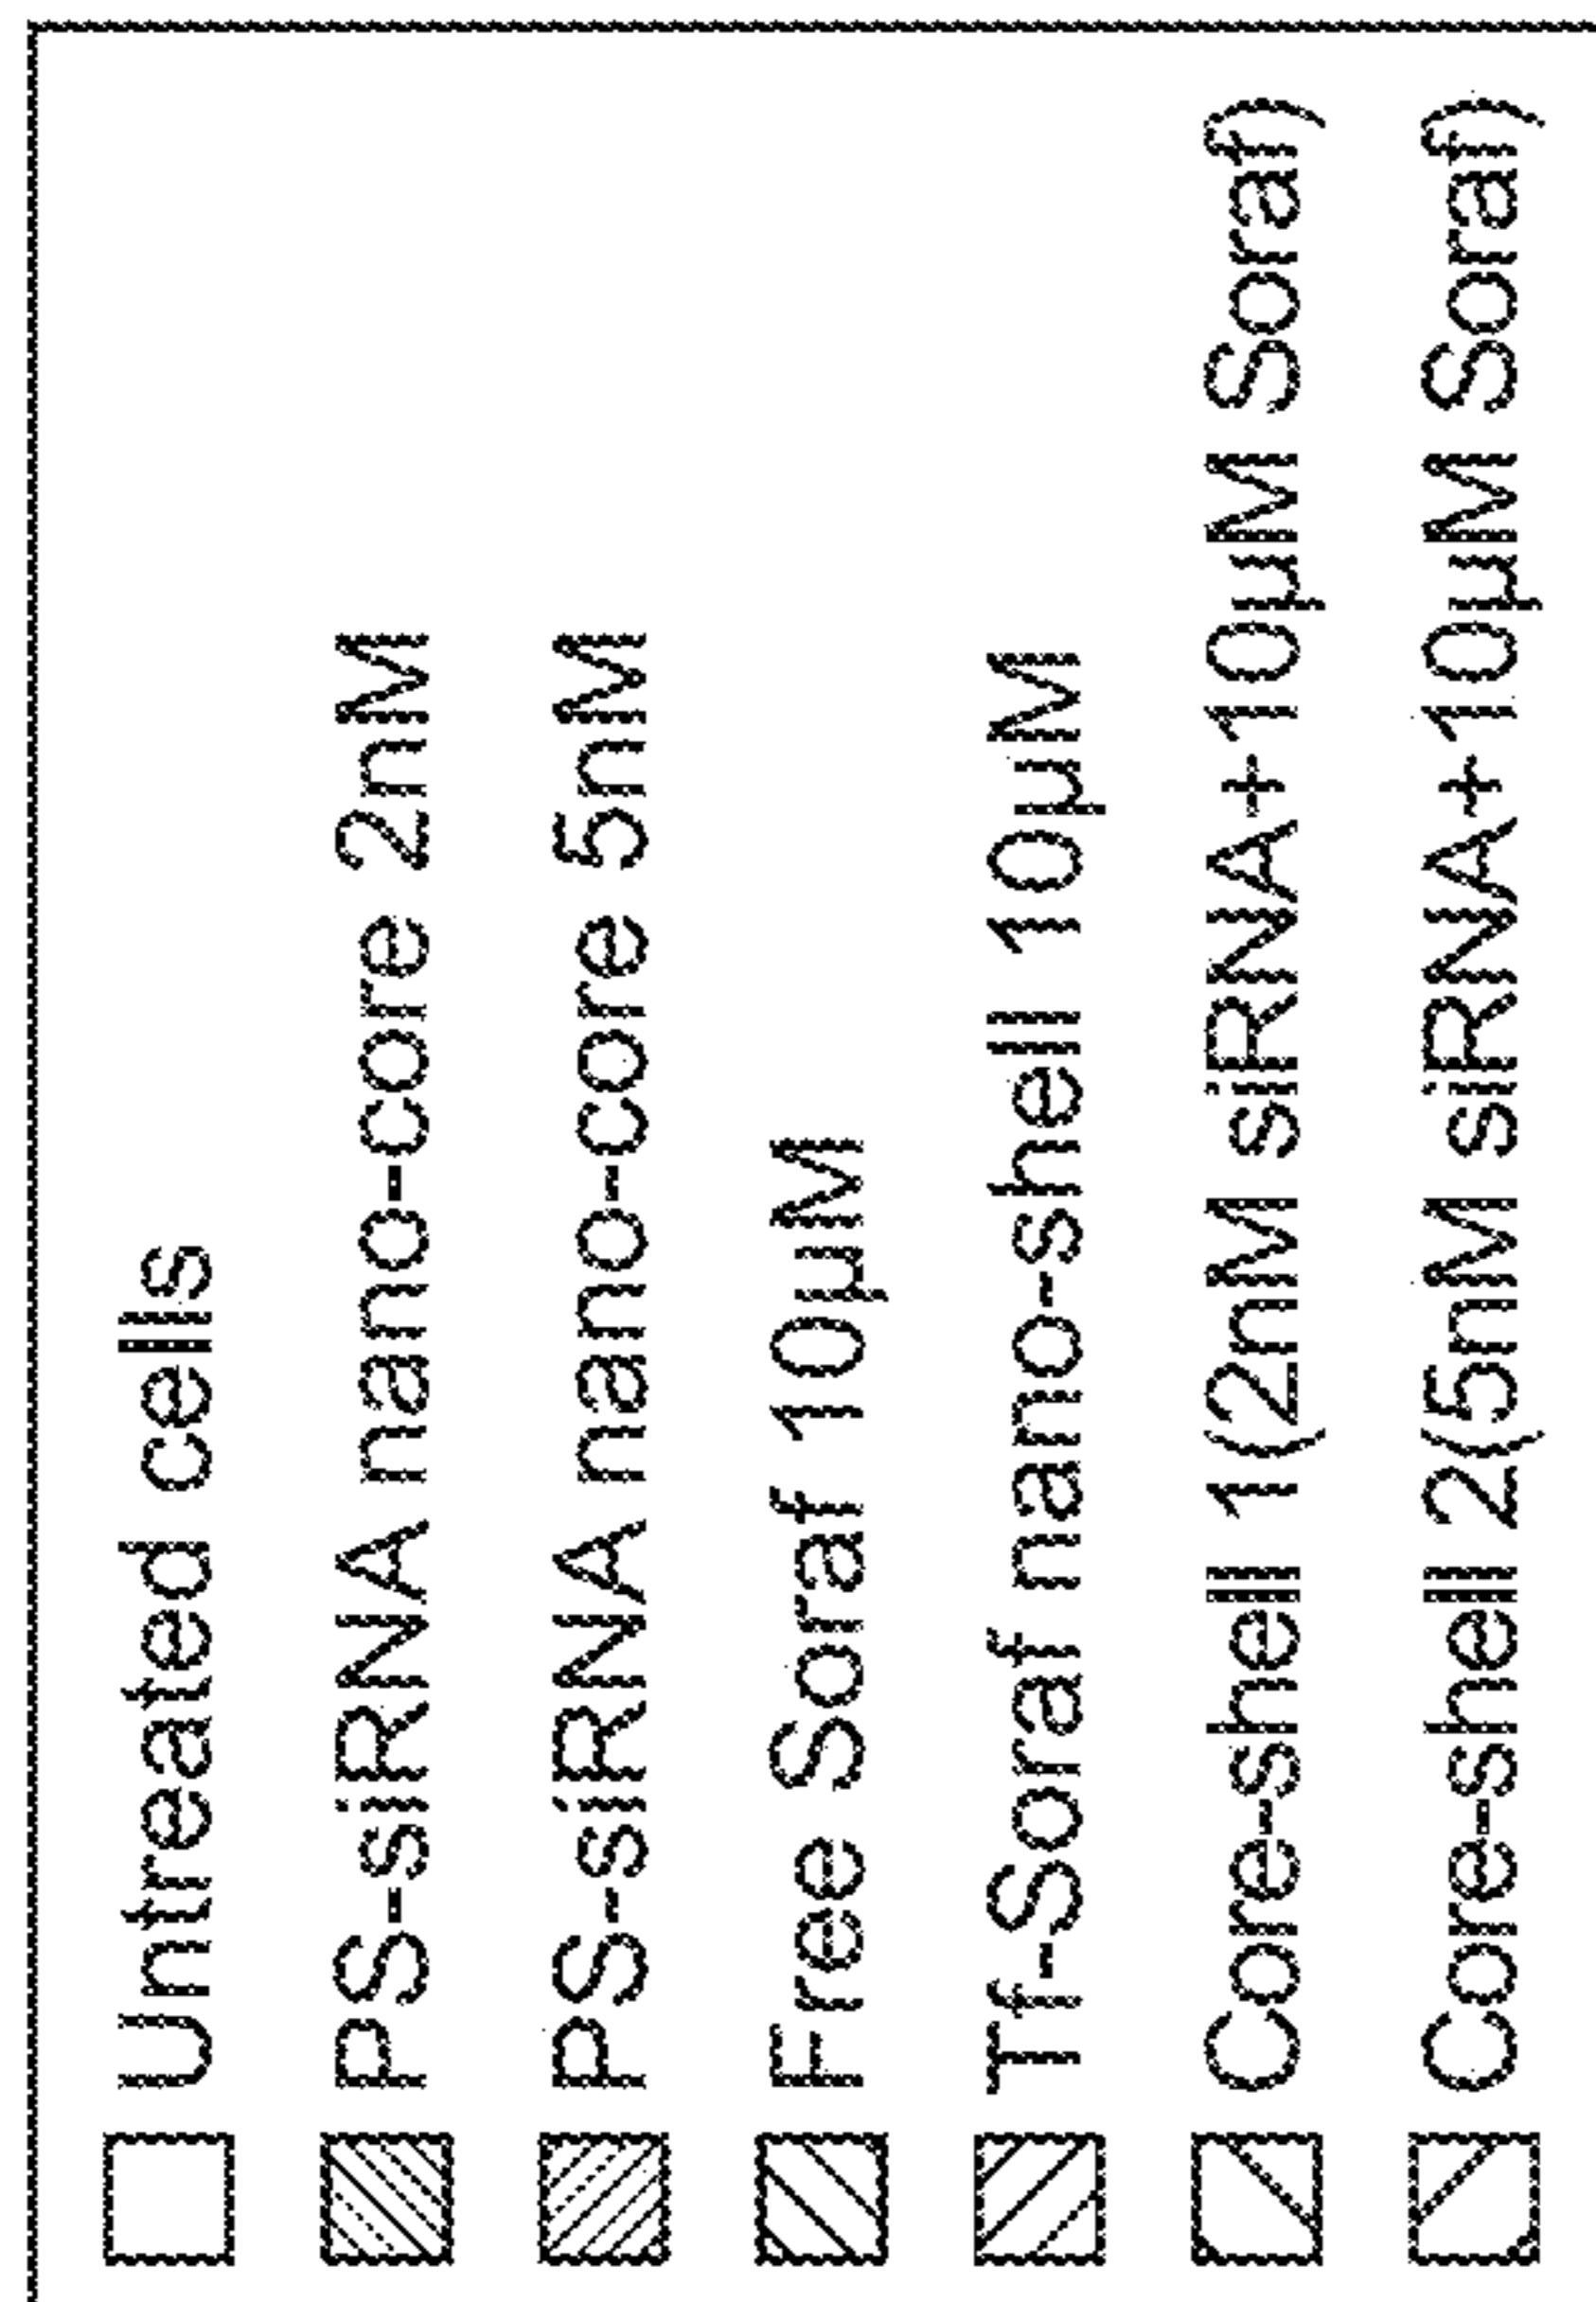 Untreated cells
PS-siRNA nano-core 2nM
PS-siRNA nano-core 5nM
Free Soraf 10μM
Tf-Soraf nano-shell 10μM
Core-shell 1(2nM siRNA+10μM Soraf)
Core-shell 2(5nM siRNA+10μM Soraf)